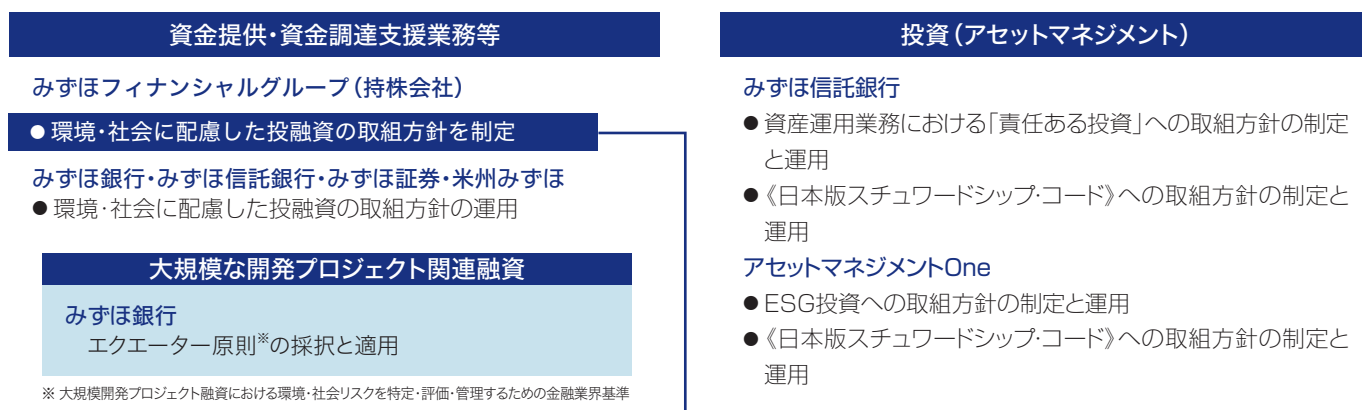 資金提供・資金調達支援業務等
みずほフィナンシャルグループ(持株会社)
●環境・社会に配慮した投融資の取組方針を制定
みずほ銀行・みずほ信託銀行・みずほ証券・米州みずほ
●環境・社会に配慮した投融資の取組方針の運用
大規模な開発プロジェクト関連融資
みずほ銀行
エクエーター原則※の採択と適用
※ 大規模開発プロジェクト融資における環境・社会リスクを特定・評価・管理するための金融業界基準
投資(アセットマネジメント)
みずほ信託銀行
●資産運用業務における「責任ある投資」への取組方針の制定
と運用
●《日本版スチュワードシップ・コード》への取組方針の制定と
運用
アセットマネジメントOne
●ESG投資への取組方針の制定と運用
●《日本版スチュワードシップ・コード》への取組方針の制定と
運用